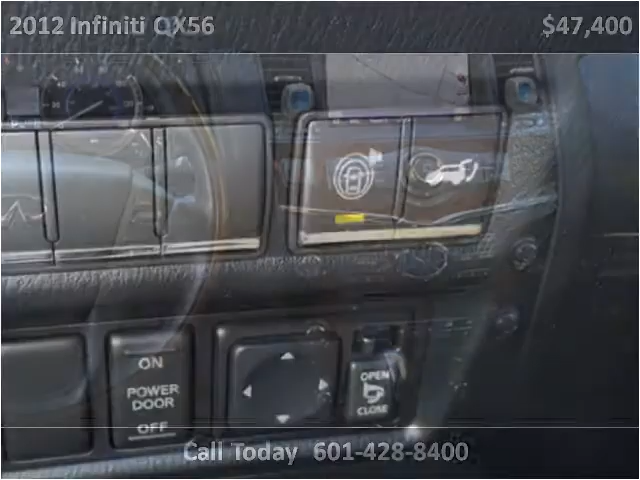 2012 Infiniti QX56 $47,400
ON
POWER
DOOR
OFF
OPEN
CLOSE
Call Today 601-428-8400